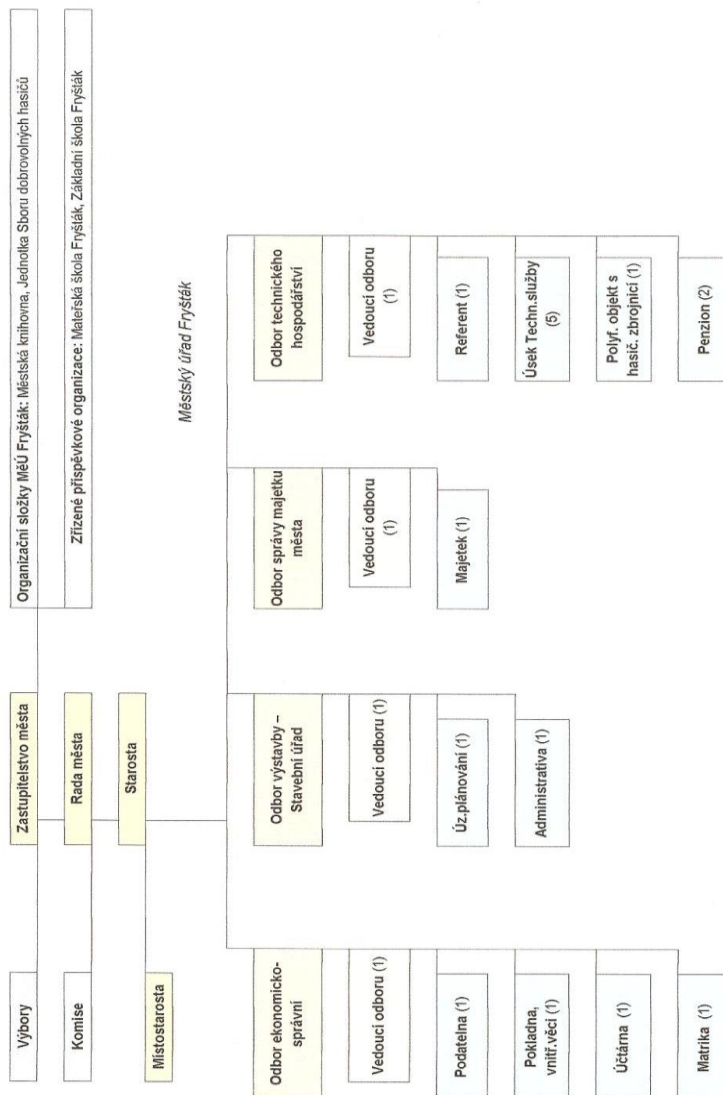 Výbory
Zastupitelstvo města
Organizační složky MěÚ Fryšták: Městská knihovna, Jednotka Sboru dobrovolných hasičů
Komise
Rada města
Zřízené příspěvkové organizace: Mateřská škola Fryšták, Základní škola Fryšták
Starosta
Místostarosta
Městský úřad Fryšták
Odbor ekonomicko-
správní
Vedoucí odboru (1)
Podatelna (1)
Pokladna,
vnitř.věci (1)
Účtárna (1)
Matrika (1)
Odbor výstavby –
Stavební úřad
Vedoucí odboru (1)
Úz.plánování (1)
Administrativa (1)
Odbor správy majetku
města
Vedoucí odboru
(1)
Majetek (1)
Odbor technického
hospodářství
Vedoucí odboru
(1)
Referent (1)
Úsek Techn.služby
(5)
Polyf. objekt s
hasič. zbrojnicí (1)
Penzion (2)